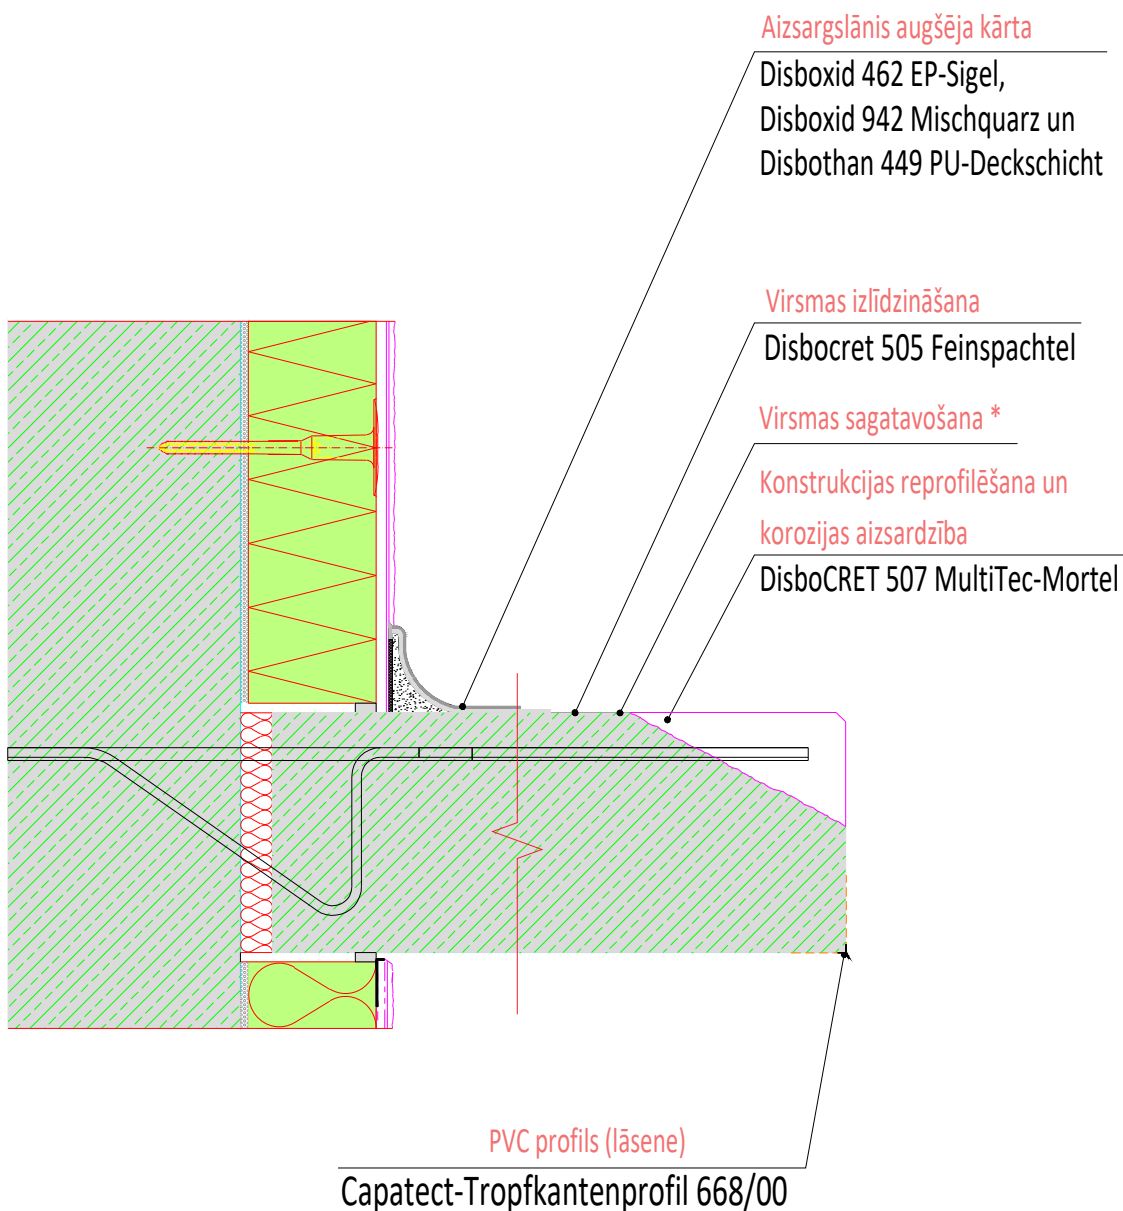 Aizsargslānis augšēja kārta
Disboxid 462 EP-Sigel,
Disboxid 942 Mischquarz un
Disbothan 449 PU-Deckschicht
Virsmas izlīdzināšana
Disbocret 505 Feinspachtel
Virsmas sagatavošana *
Konstrukcijas reprofilēšana un
korozijas aizsardzība
DisboCRET 507 MultiTec-Mortel
PVC profils (lāsene)
Capatect-Tropfkantenprofil 668/00